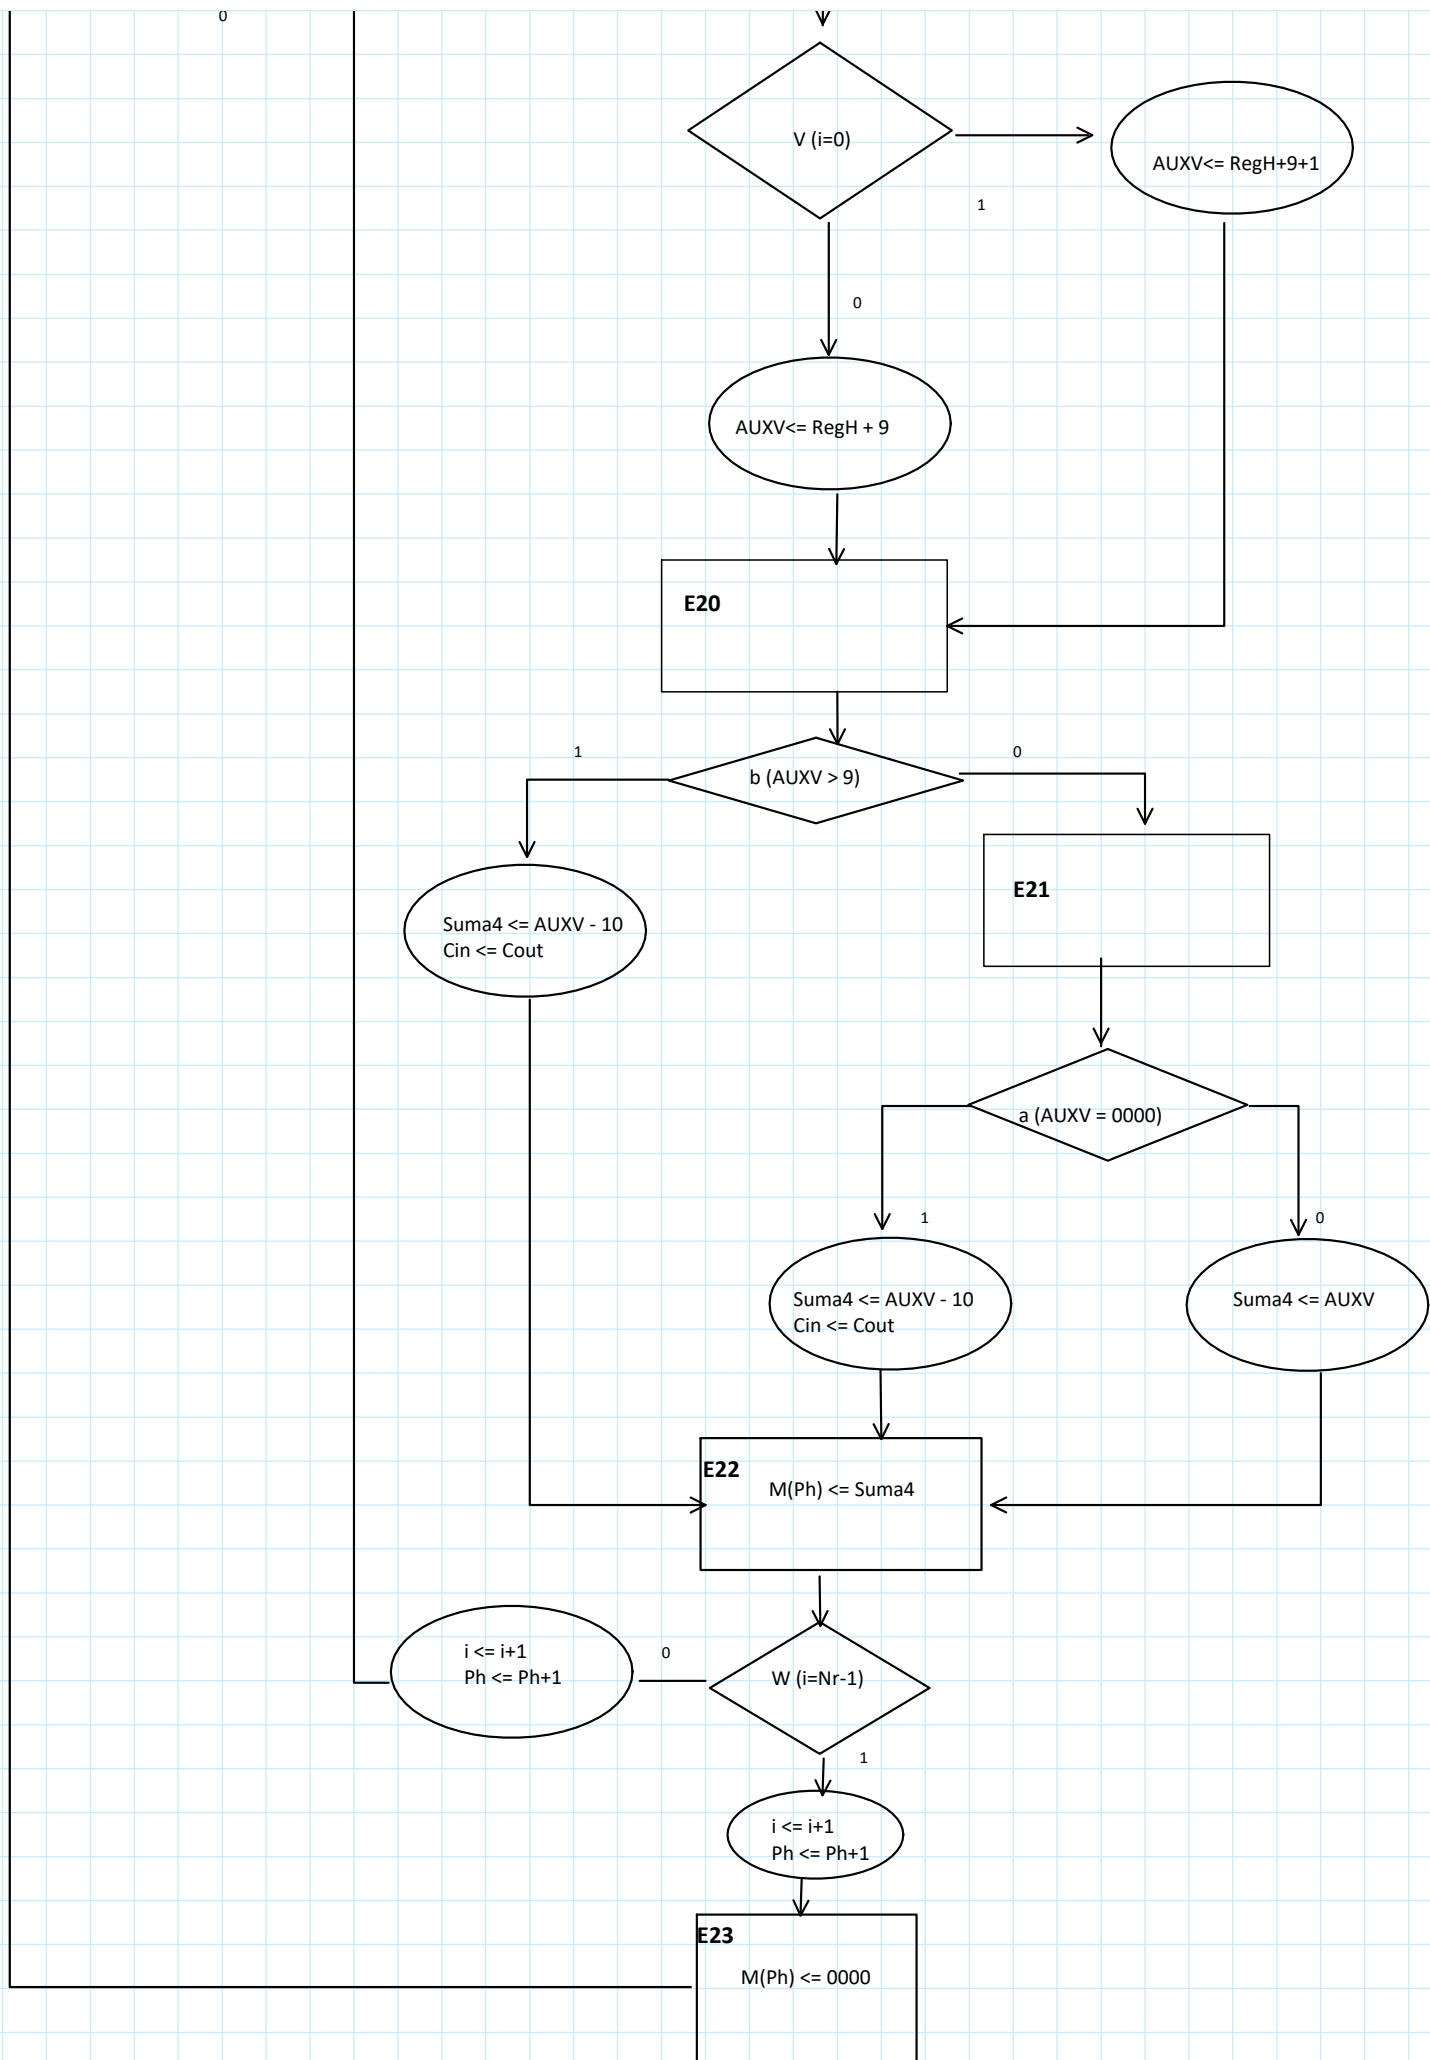 0
V (i=0)
AUXV<= RegH+9+1
1
0
AUXV<= RegH + 9
E20
1
0
b (AUXV > 9)
E21
Suma4 <= AUXV - 10
Cin <= Cout
a (AUXV = 0000)
1
0
Suma4 <= AUXV - 10
Cin <= Cout
Suma4 <= AUXV
E22
M(Ph) <= Suma4
i <= i+1
Ph <= Ph+1
0
W (i=Nr-1)
1
i <= i+1
Ph <= Ph+1
E23
M(Ph) <= 0000